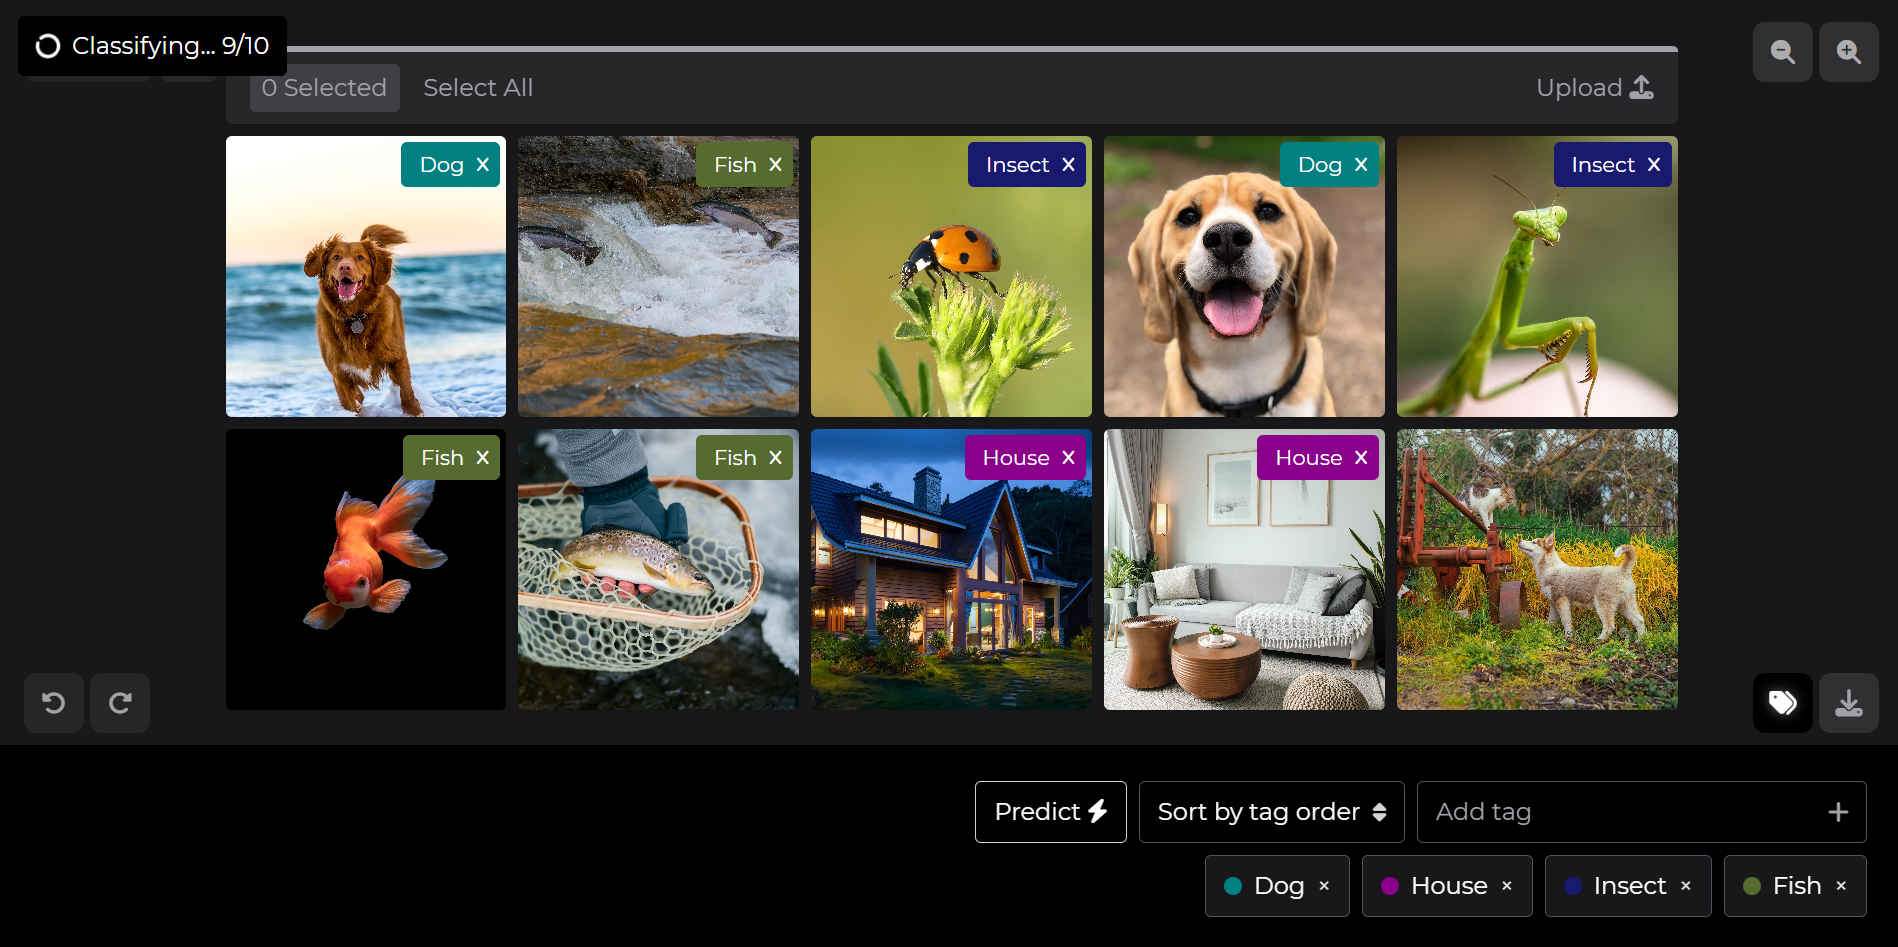 Classifying... 9/10
0 Selected
Select All
Upload
Dog X
Fish X
Insect X
Dog X
Insect X
Fish X
Fish X
House X
House X
Predict
Sort by tag order
Add tag +
Dog ×
House ×
Insect ×
Fish ×